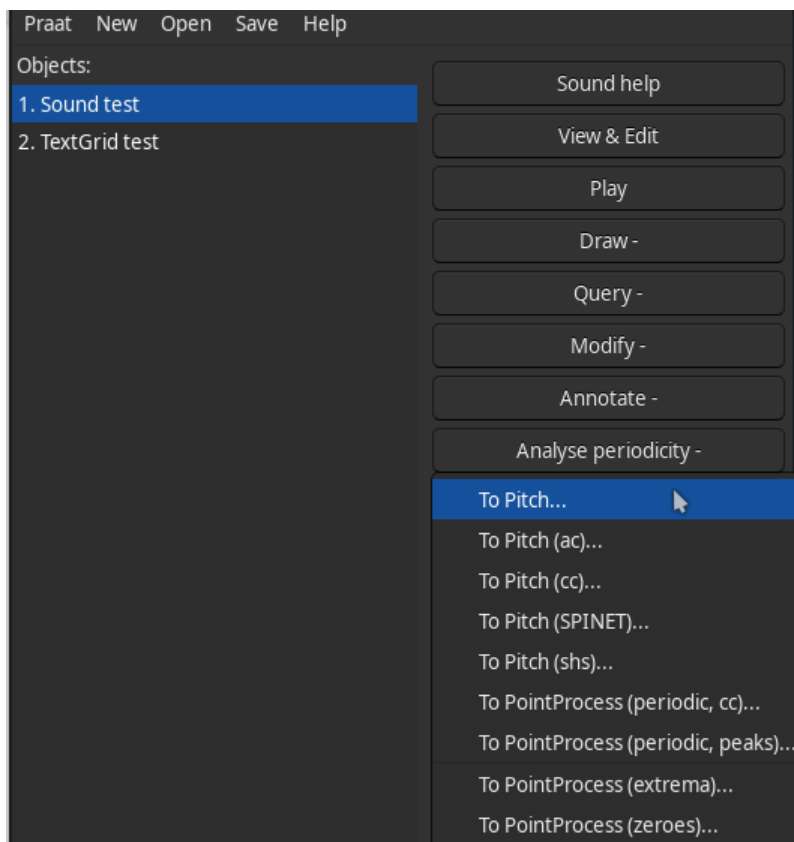 Praat New Open Save Help
Objects:
1. Sound test
2. TextGrid test
Sound help
View & Edit
Play
Draw -
Query -
Modify -
Annotate -
Analyse periodicity -
To Pitch...
To Pitch (ac)...
To Pitch (cc)...
To Pitch (SPINET)...
To Pitch (shs)...
To PointProcess (periodic, cc)...
To PointProcess (periodic, peaks)...
To PointProcess (extrema)...
To PointProcess (zeroes)...